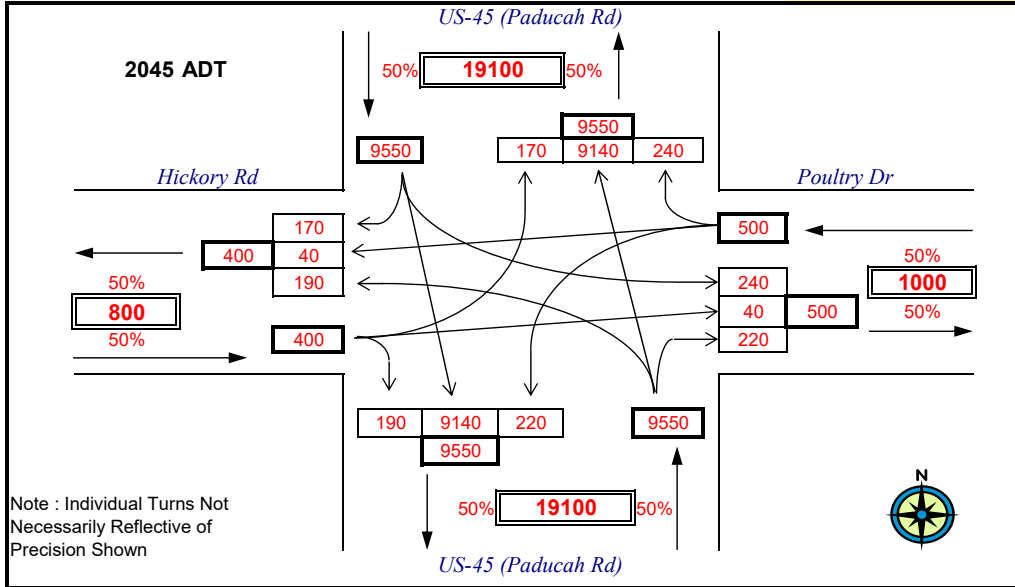 US-45 (Paducah Rd)
2045 ADT
50% 19100 50%
9550
9550
170 9140 240
Hickory Rd
Poultry Dr
170
400 40
190
500
50%
800
50%
50%
1000
50%
240
40 500
220
400
190 9140 220
9550
9550
50% 19100 50%
Note : Individual Turns Not
Necessarily Reflective of
Precision Shown
N
US-45 (Paducah Rd)